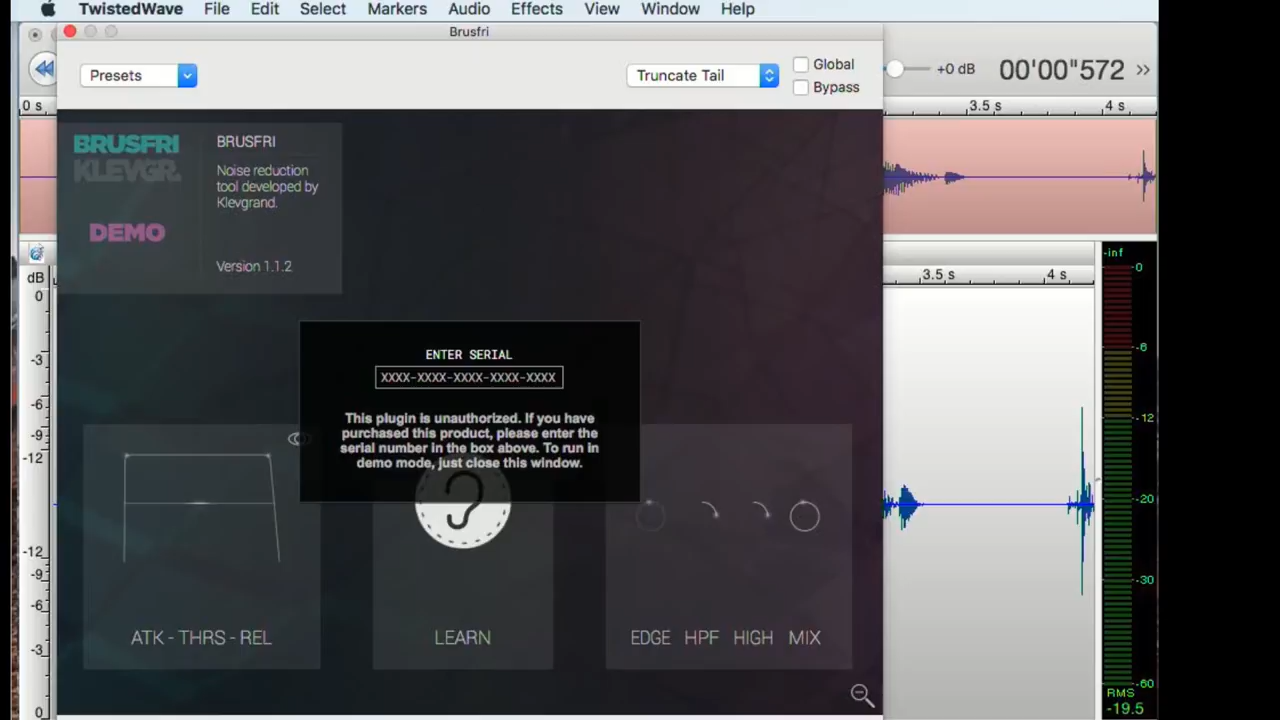 TwistedWave File Edit Select Markers Audio Effects View Window Help
Brusfri
Presets
Truncate Tail
Global
Bypass
+0 dB
00'00"572
0 s
3.5 s
4 s
BRUSFRI
KLEVGR.
DEMO
BRUSFRI
Noise reduction
tool developed by
Klevgrand.
Version 1.1.2
-inf
dB
3.5 s
4 s
0
-3
-6
-9
-12
-12
-9
-6
-3
0
ENTER SERIAL
XXXX-XXXX-XXXX-XXXX-XXXX
This plugin is unauthorized. If you have
purchased this product, please enter the
serial number in the box above. To run in
demo mode, just close this window.
ATK - THRS - REL
LEARN
EDGE HPF HIGH MIX
0
-8
-12
-20
-30
-60
RMS
-19.5